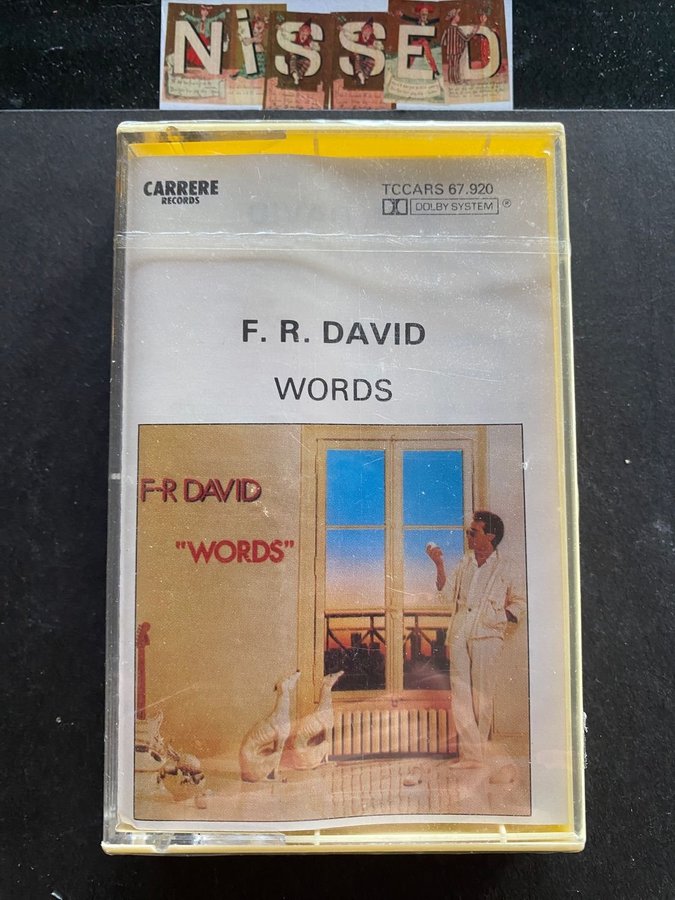 NiSSED
CARRERE
RECORDS
TCCARS 67.920
DOLBY SYSTEM ®
F. R. DAVID
WORDS
F-R DAVID
"WORDS"